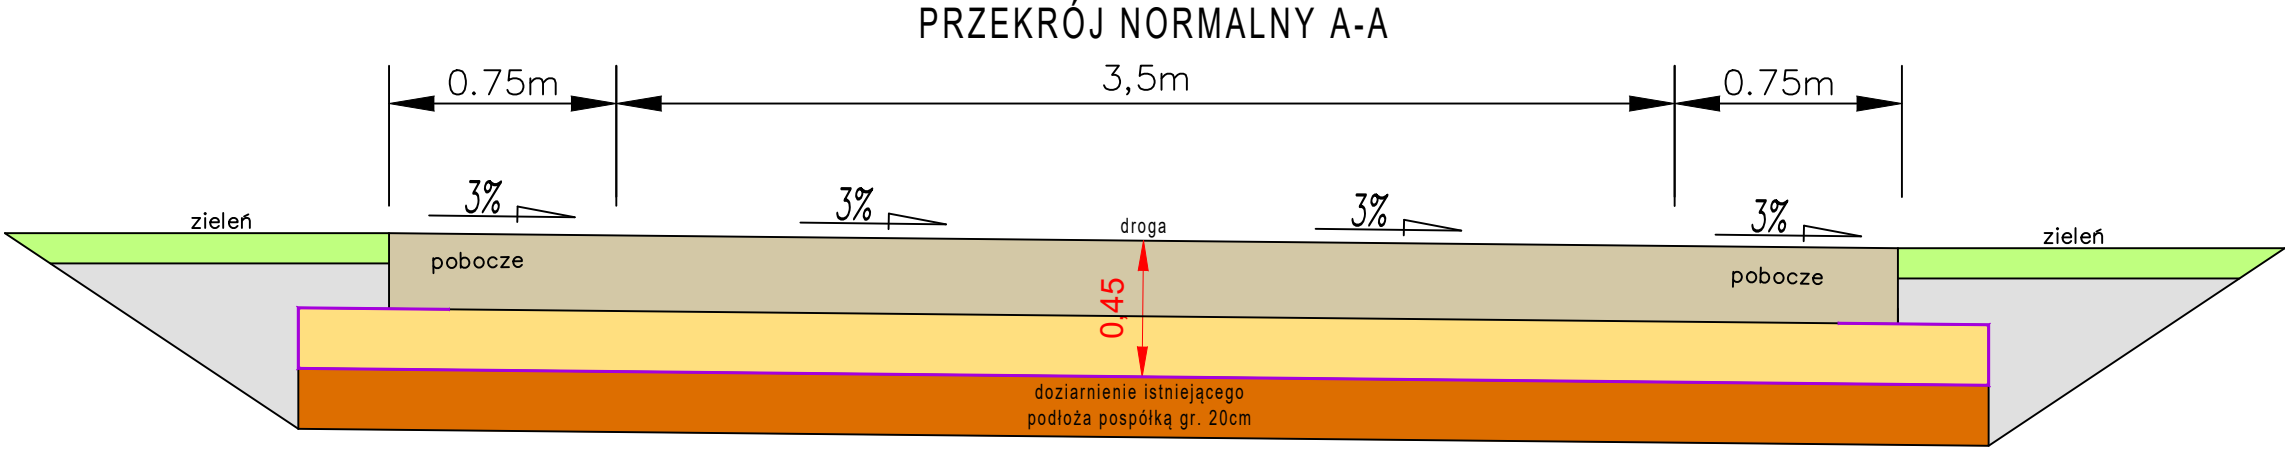 PRZEKRÓJ NORMALNY A-A
0.75m 3,5m 0.75m
3% 3% 3% 3%
zieleń droga zieleń
pobocze pobocze
0,45
doziarnienie istniejącego
podłoża pospółką gr. 20cm